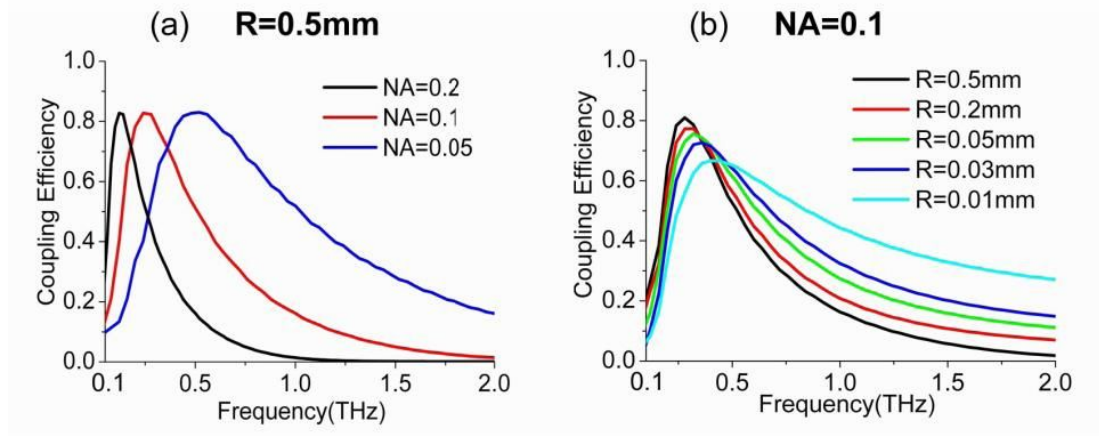 (a) R=0.5mm
1.0
0.8
0.6
0.4
0.2
0.0
Coupling Efficiency
NA=0.2
NA=0.1
NA=0.05
0.1 0.5 1.0 1.5 2.0
Frequency(THz)
(b) NA=0.1
1.0
0.8
0.6
0.4
0.2
0.0
Coupling Efficiency
R=0.5mm
R=0.2mm
R=0.05mm
R=0.03mm
R=0.01mm
0.1 0.5 1.0 1.5 2.0
Frequency(THz)